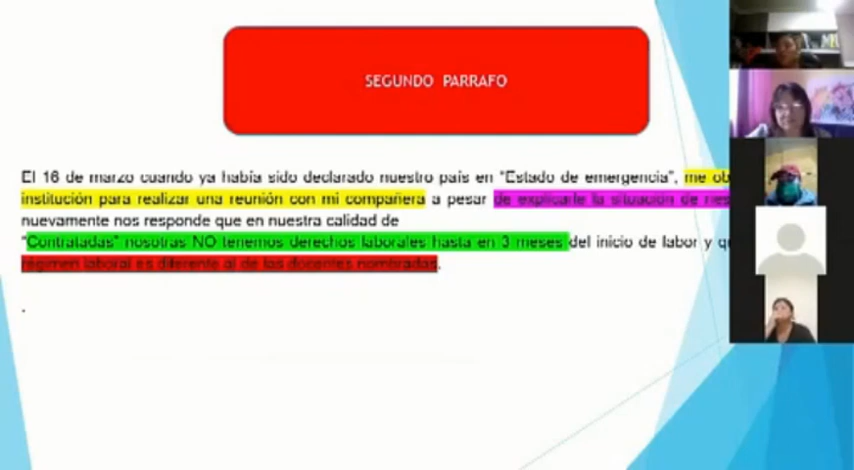 SEGUNDO PARRAFO
El 16 de marzo cuando ya había sido declarado nuestro país en "Estado de emergencia", me ob
institución para realizar una reunión con mi compañera a pesar de explicarle la situación de ries
nuevamente nos responde que en nuestra calidad de
"Contratadas" nosotras NO tenemos derechos laborales hasta en 3 meses del inicio de labor y q
régimen laboral es diferente al de las docentes nombradas.
.